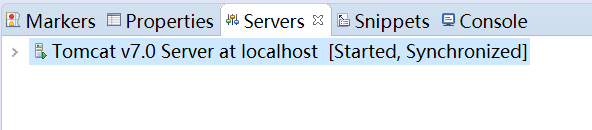 Markers Properties Servers Snippets Console
Tomcat v7.0 Server at localhost [Started, Synchronized]